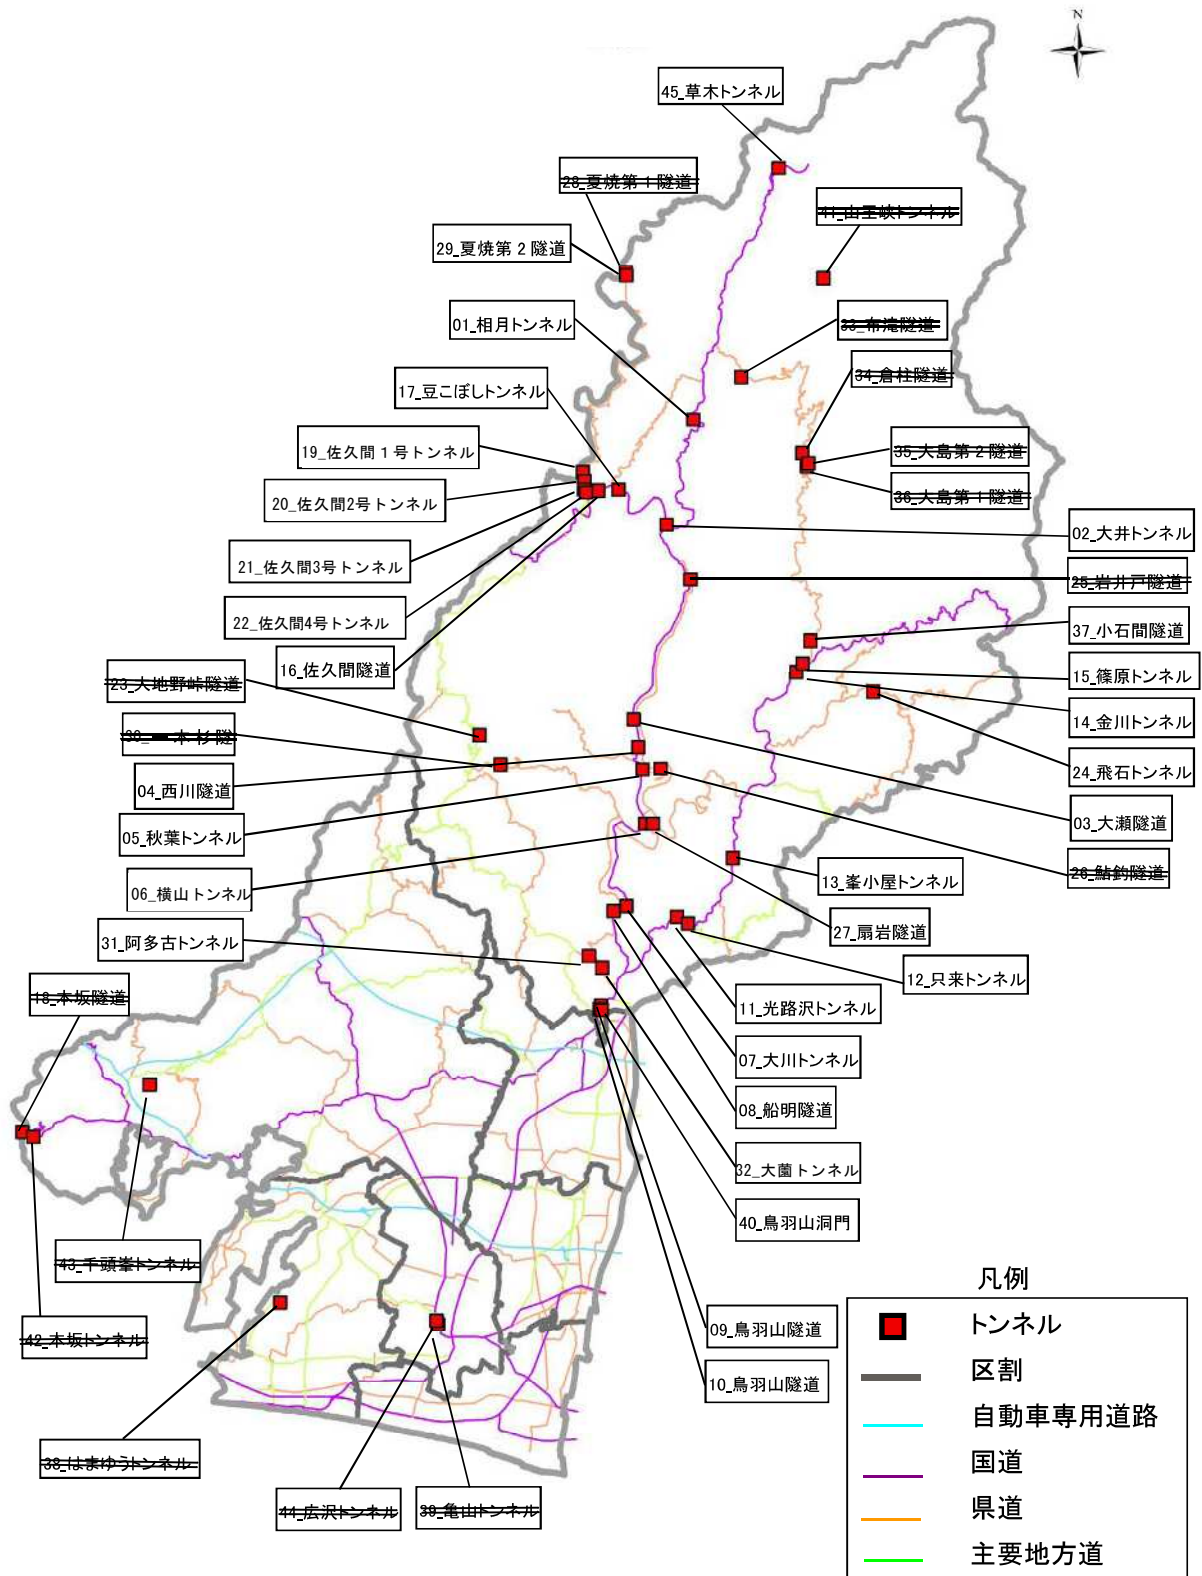 N
45_草木トンネル
28_夏焼第1隧道
41_山王峡トンネル
29_夏焼第2隧道
01_相月トンネル
33_布滝隧道
34_倉柱隧道
17_豆こぼしトンネル
19_佐久間1号トンネル
35_大島第2隧道
20_佐久間2号トンネル
36_大島第1隧道
02_大井トンネル
21_佐久間3号トンネル
25_岩井戸隧道
22_佐久間4号トンネル
37_小石間隧道
16_佐久間隧道
15_篠原トンネル
23_大地野峠隧道
14_金川トンネル
30_一本杉隧
24_飛石トンネル
04_西川隧道
03_大瀬隧道
05_秋葉トンネル
26_鮎釣隧道
06_横山トンネル
13_峯小屋トンネル
31_阿多古トンネル
27_扇岩隧道
12_只来トンネル
18_本坂隧道
11_光路沢トンネル
07_大川トンネル
08_船明隧道
32_大薗トンネル
40_鳥羽山洞門
43_千頭峯トンネル
42_本坂トンネル
09_鳥羽山隧道
10_鳥羽山隧道
38_はまゆうトンネル
44_広沢トンネル
39_亀山トンネル
凡例
トンネル
区割
自動車専用道路
国道
県道
主要地方道